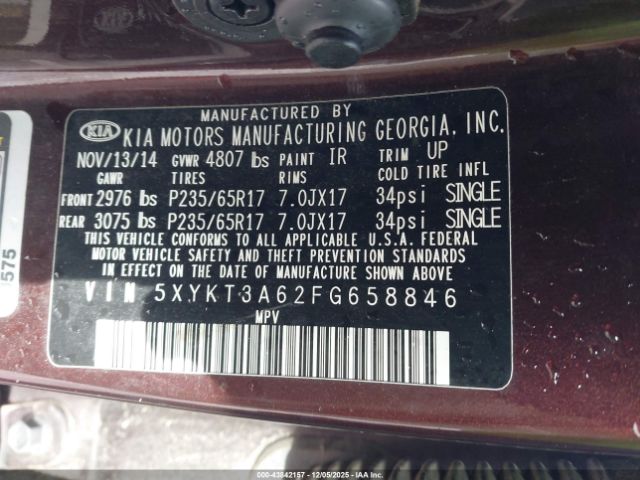 MANUFACTURED BY
KIA KIA MOTORS MANUFACTURING GEORGIA, INC.
NOV/13/14 GVWR 4807 lbs PAINT IR TRIM UP
GAWR TIRES RIMS COLD TIRE INFL
FRONT 2976 lbs P235/65R17 7.0JX17 34psi SINGLE
REAR 3075 lbs P235/65R17 7.0JX17 34psi SINGLE
THIS VEHICLE CONFORMS TO ALL APPLICABLE U.S.A. FEDERAL
MOTOR VEHICLE SAFETY AND THEFT PREVENTION STANDARDS
IN EFFECT ON THE DATE OF MANUFACTURE SHOWN ABOVE.
VIN 5XYKT3A62FG658846
MPV
575
000-43842157 - 12/05/2025 - COPART